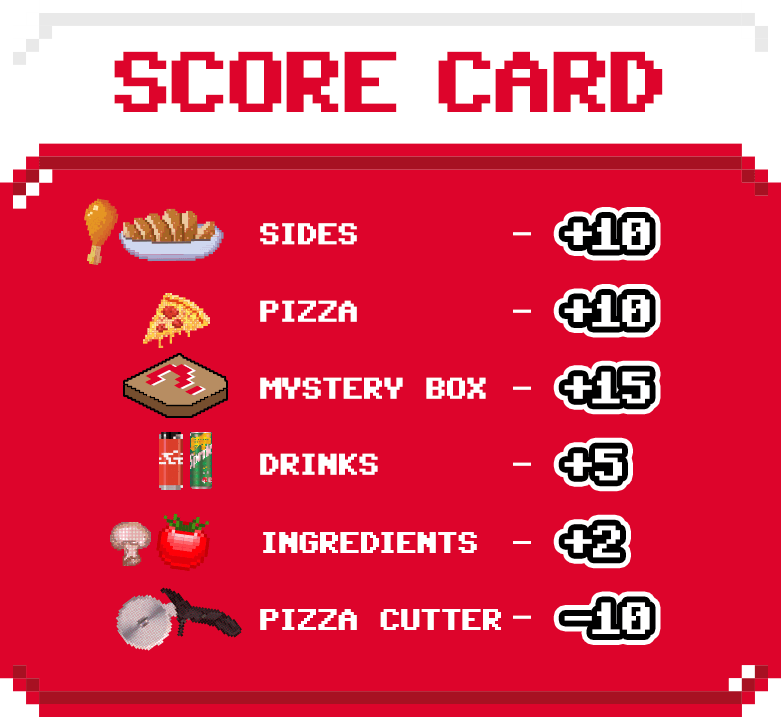 SCORE CARD
SIDES - +10
PIZZA - +10
MYSTERY BOX - +15
DRINKS - +5
INGREDIENTS - +2
PIZZA CUTTER - -10